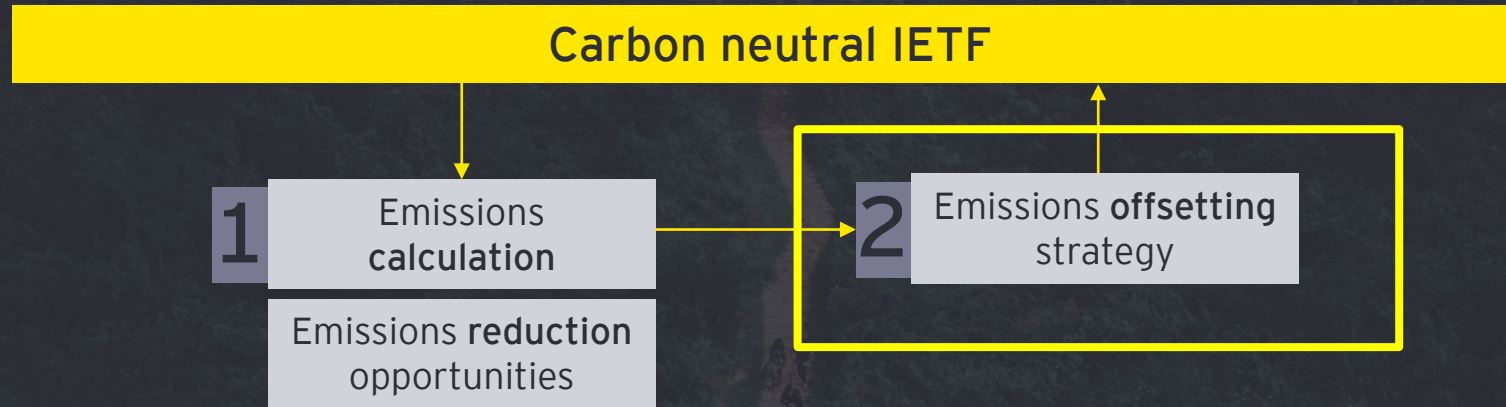 Carbon neutral IETF
1
Emissions
calculation
Emissions reduction
opportunities
2
Emissions offsetting
strategy